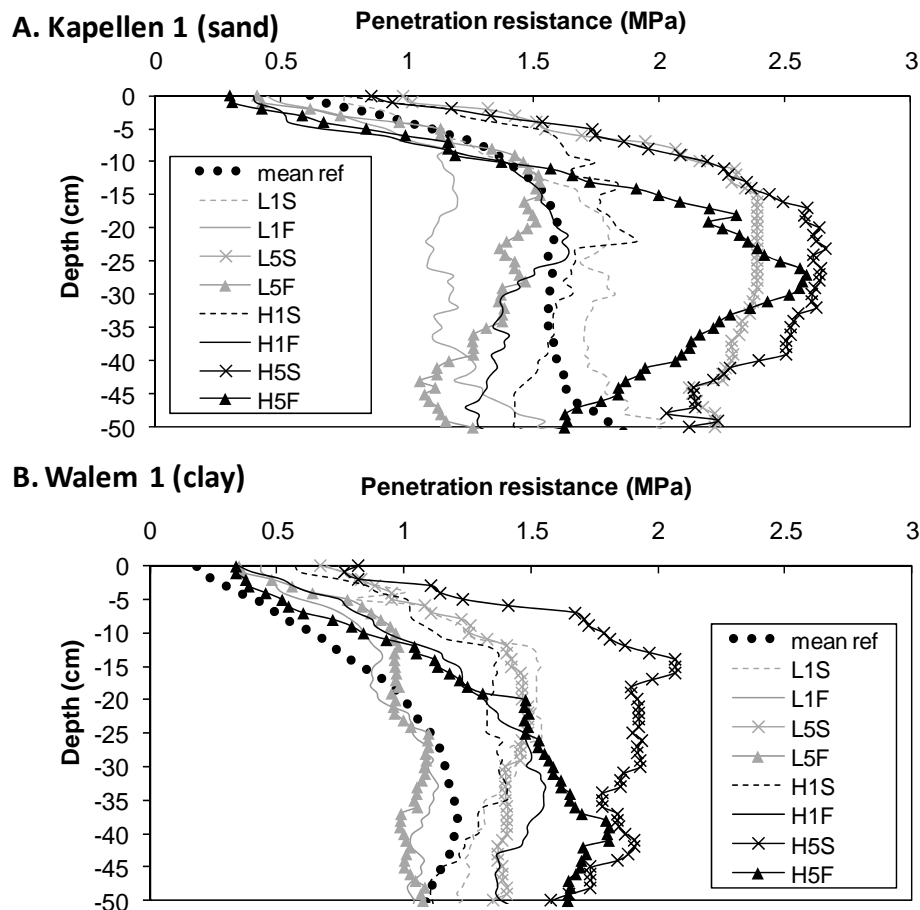 A. Kapellen 1 (sand)
Penetration resistance (MPa)
0 0.5 1 1.5 2 2.5 3
Depth (cm)
0
-5
-10
-15
-20
-25
-30
-35
-40
-45
-50
mean ref
L1S
L1F
L5S
L5F
H1S
H1F
H5S
H5F
B. Walem 1 (clay)
Penetration resistance (MPa)
0 0.5 1 1.5 2 2.5 3
Depth (cm)
0
-5
-10
-15
-20
-25
-30
-35
-40
-45
-50
mean ref
L1S
L1F
L5S
L5F
H1S
H1F
H5S
H5F